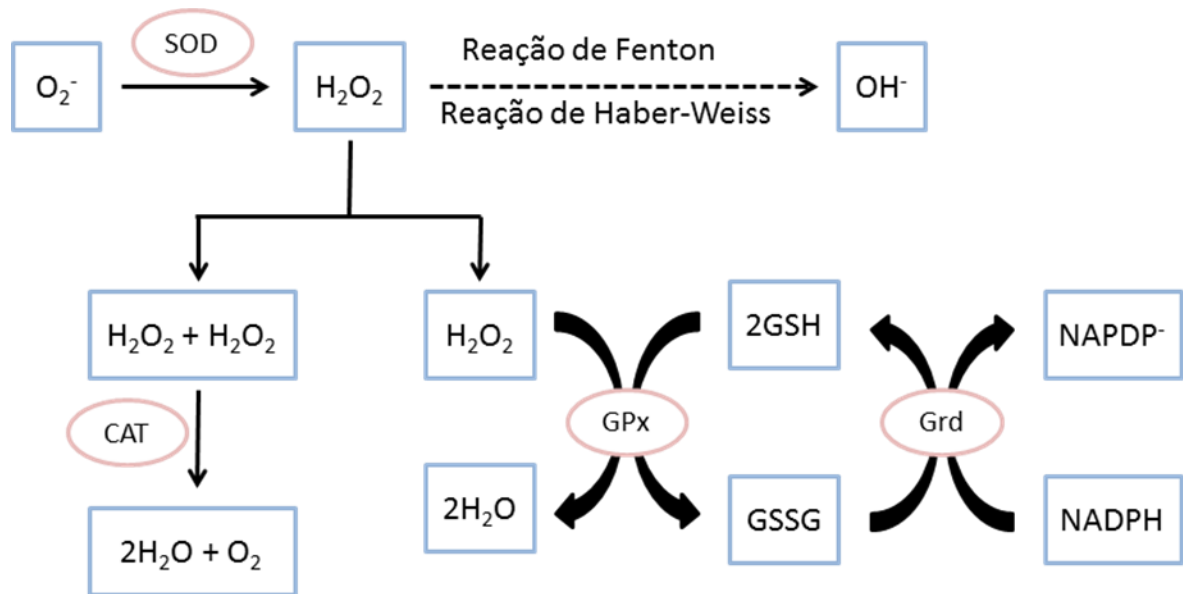 SOD
O₂⁻
H₂O₂
Reação de Fenton
Reação de Haber-Weiss
OH⁻
H₂O₂ + H₂O₂
H₂O₂
2GSH
NAPDP⁻
CAT
GPx
Grd
2H₂O + O₂
2H₂O
GSSG
NADPH